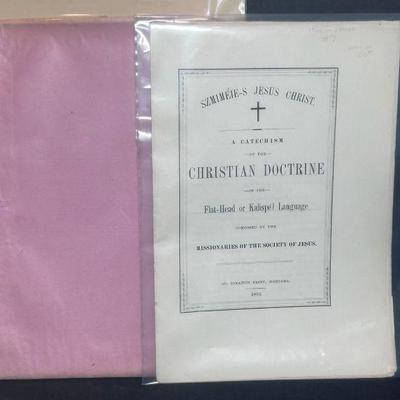 SZMIMÉIE-S JESUS CHRIST.
A CATECHISM
—OF THE—
CHRISTIAN DOCTRINE
—IN THE—
Flat-Head or Kalispél Language
COMPOSED BY THE
MISSIONARIES OF THE SOCIETY OF JESUS.
ST. IGNATIUS PRINT, MONTANA.